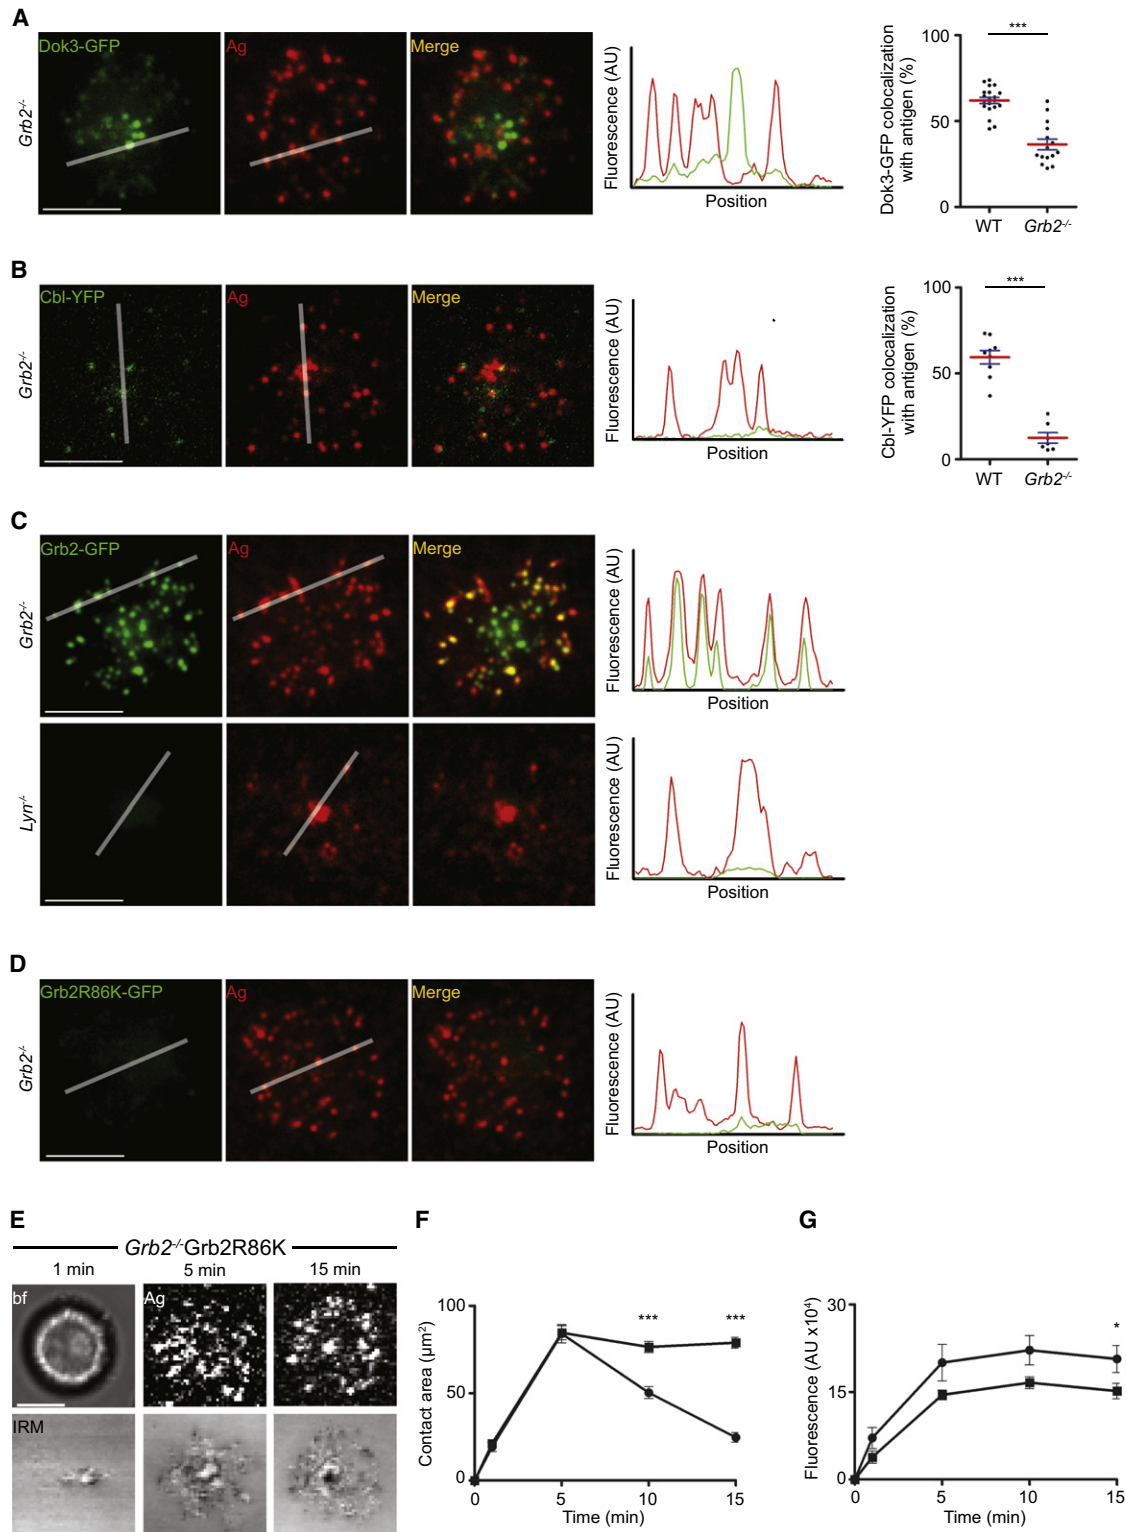 A
Dok3-GFP
Ag
Merge
Grb2-/-
Fluorescence (AU)
Position
Dok3-GFP colocalization
with antigen (%)
100
50
0
***
WT
Grb2-/-
B
Cbl-YFP
Ag
Merge
Grb2-/-
Fluorescence (AU)
Position
Cbl-YFP colocalization
with antigen (%)
100
50
0
***
WT
Grb2-/-
C
Grb2-GFP
Ag
Merge
Grb2-/-
Fluorescence (AU)
Position
Lyn-/-
Fluorescence (AU)
Position
D
Grb2R86K-GFP
Ag
Merge
Grb2-/-
Fluorescence (AU)
Position
E
Grb2-/-Grb2R86K
1 min
5 min
15 min
bf
Ag
IRM
F
Contact area (µm2)
100
50
0
***
***
0
5
10
15
Time (min)
G
Fluorescence (AU x104)
30
15
0
*
0
5
10
15
Time (min)